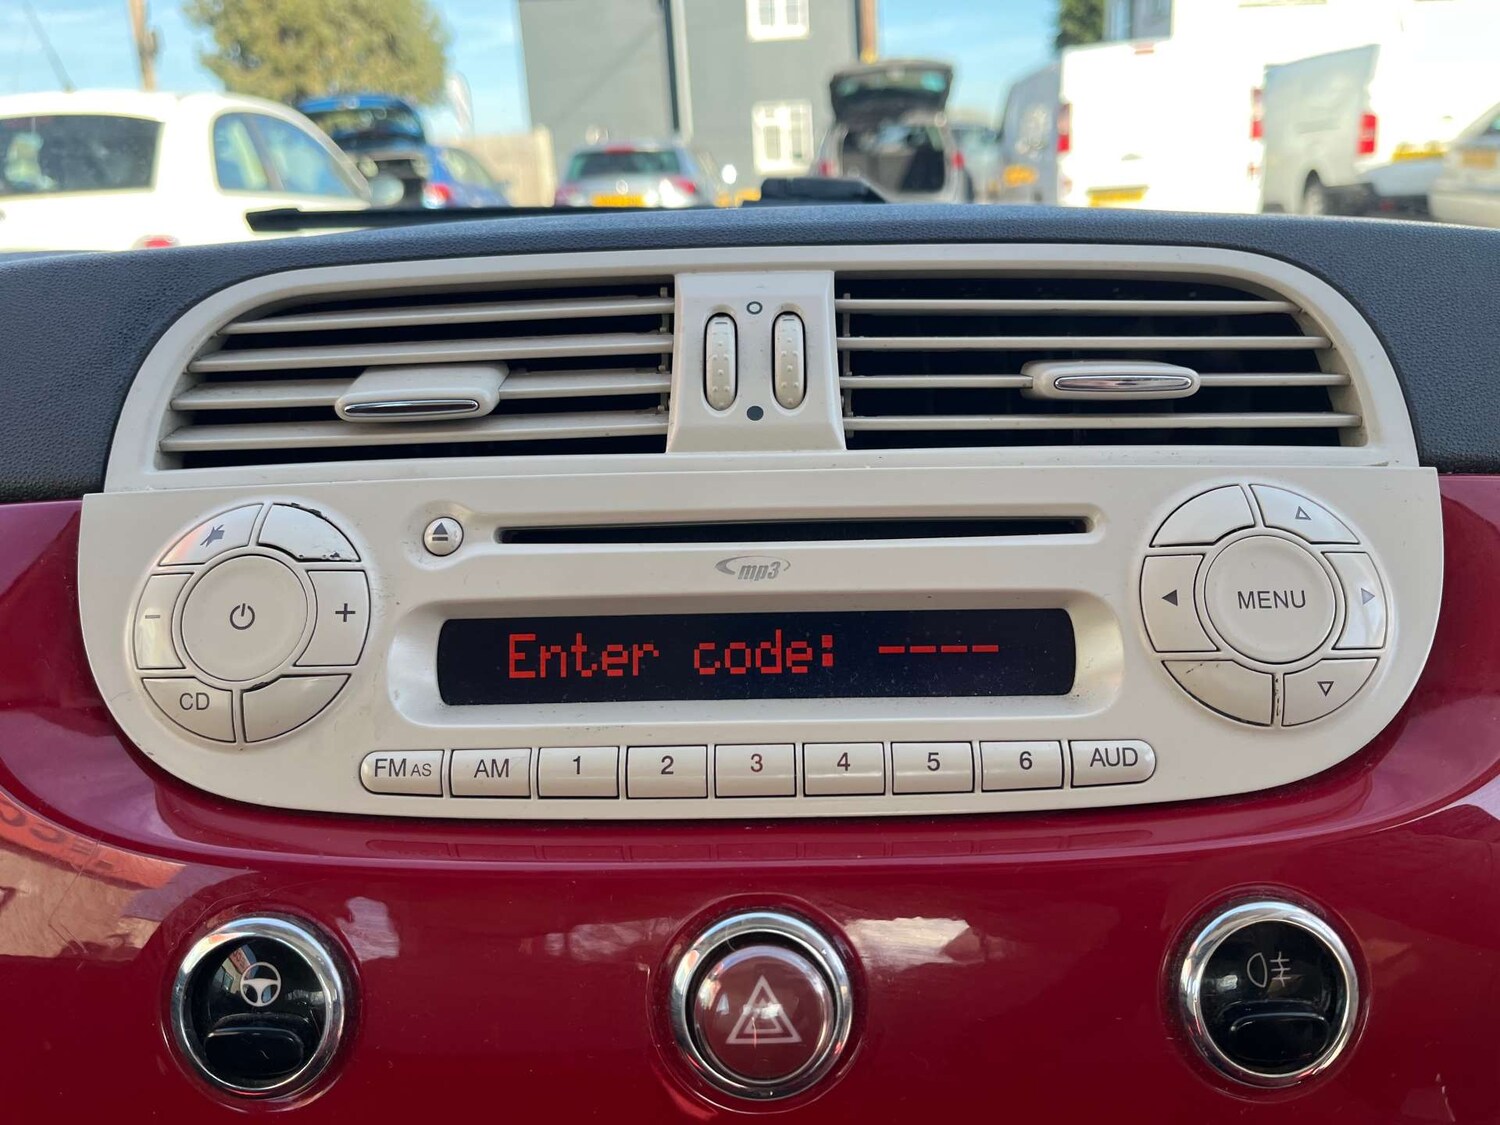 mp3
Enter code: ----
CD
MENU
FM AS AM 1 2 3 4 5 6 AUD